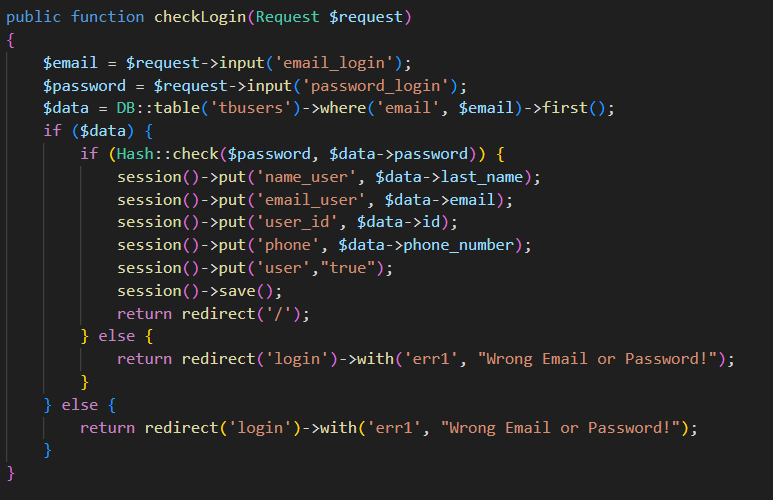 public function checkLogin(Request $request)
{
    $email = $request->input('email_login');
    $password = $request->input('password_login');
    $data = DB::table('tbusers')->where('email', $email)->first();
    if ($data) {
        if (Hash::check($password, $data->password)) {
            session()->put('name_user', $data->last_name);
            session()->put('email_user', $data->email);
            session()->put('user_id', $data->id);
            session()->put('phone', $data->phone_number);
            session()->put('user',"true");
            session()->save();
            return redirect('/');
        } else {
            return redirect('login')->with('err1', "Wrong Email or Password!");
        }
    } else {
        return redirect('login')->with('err1', "Wrong Email or Password!");
    }
}